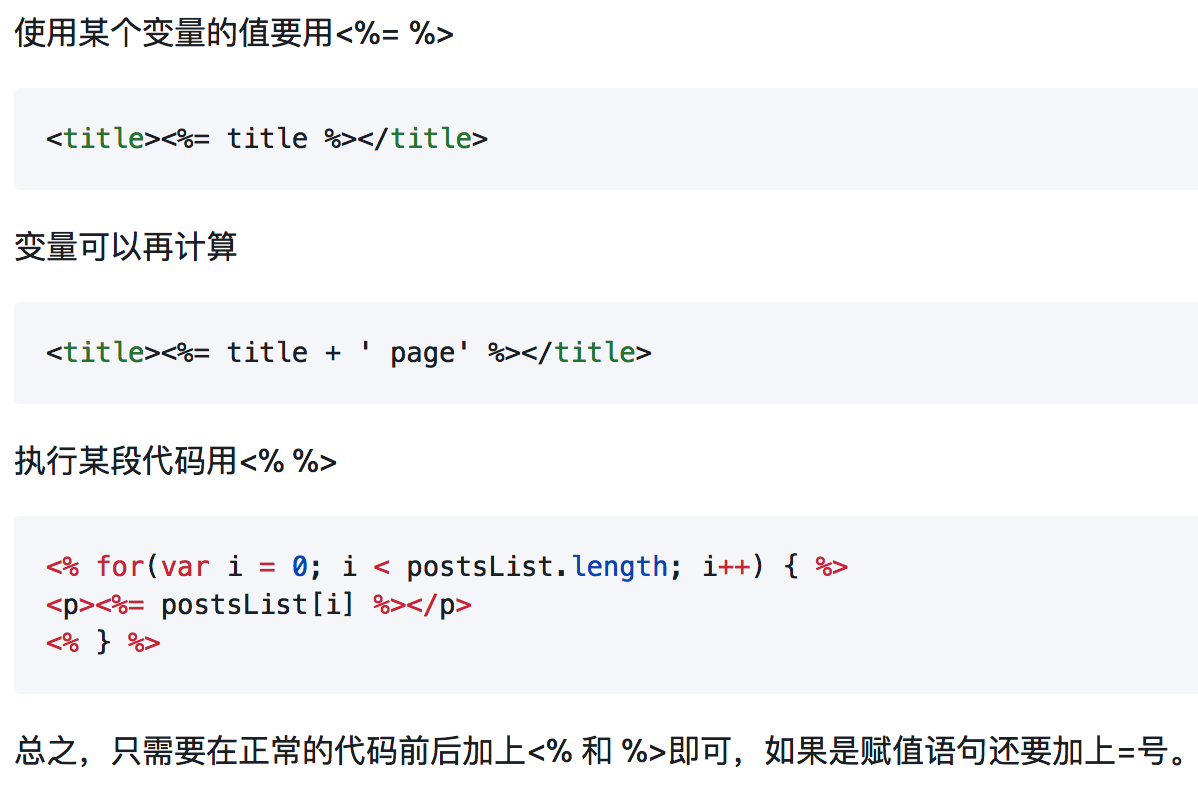 使用某个变量的值要用<%= %>
<title><%= title %></title>
变量可以再计算
<title><%= title + ' page' %></title>
执行某段代码用<% %>
<% for(var i = 0; i < postsList.length; i++) { %>
<p><%= postsList[i] %></p>
<% } %>
总之，只需要在正常的代码前后加上<% 和 %>即可，如果是赋值语句还要加上=号。